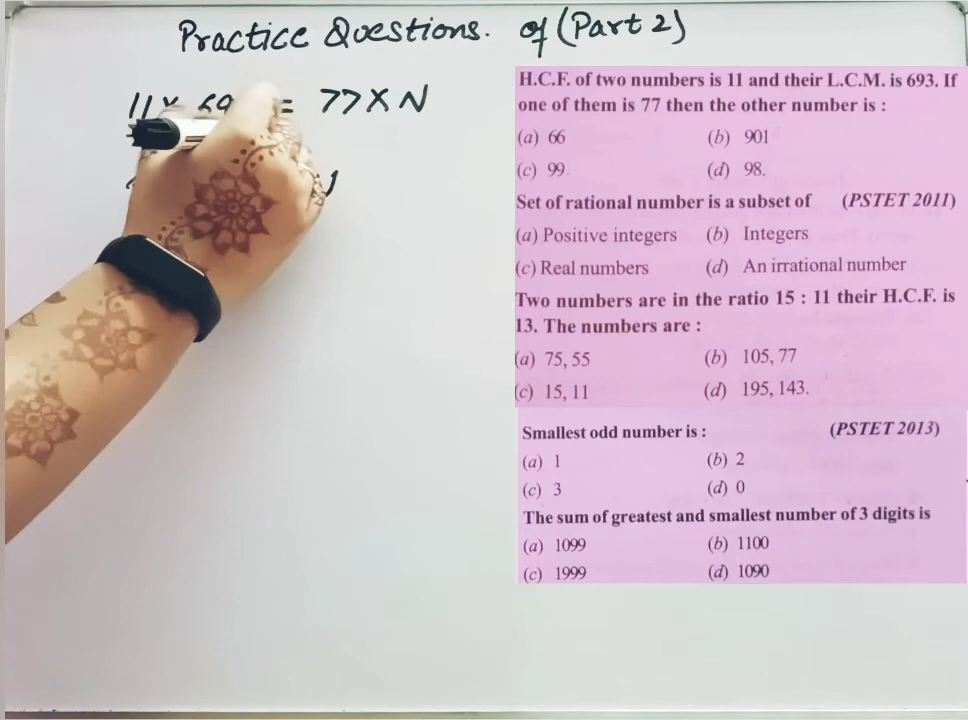 Practice Questions. of (Part 2)
11 x 69 = 77 X N
H.C.F. of two numbers is 11 and their L.C.M. is 693. If
one of them is 77 then the other number is :
(a) 66 (b) 901
(c) 99. (d) 98.
Set of rational number is a subset of (PSTET 2011)
(a) Positive integers (b) Integers
(c) Real numbers (d) An irrational number
Two numbers are in the ratio 15 : 11 their H.C.F. is
13. The numbers are :
(a) 75, 55 (b) 105, 77
(c) 15, 11 (d) 195, 143.
Smallest odd number is : (PSTET 2013)
(a) 1 (b) 2
(c) 3 (d) 0
The sum of greatest and smallest number of 3 digits is
(a) 1099 (b) 1100
(c) 1999 (d) 1090